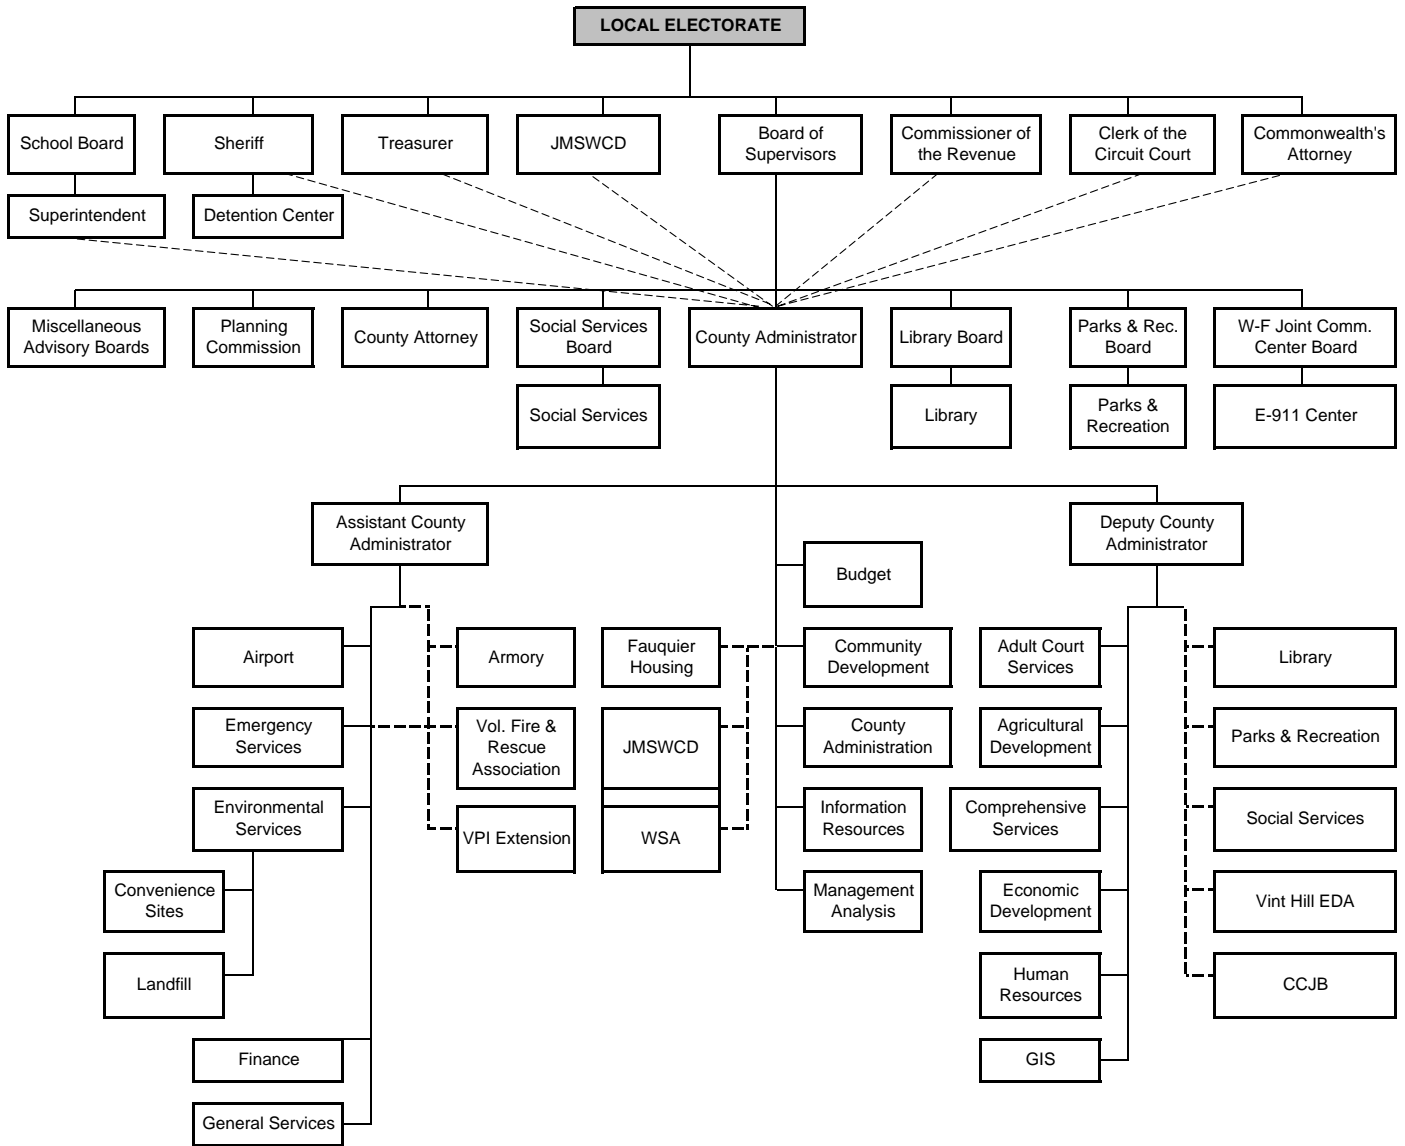 LOCAL ELECTORATE
School Board
Sheriff
Treasurer
JMSWCD
Board of
Supervisors
Commissioner of
the Revenue
Clerk of the
Circuit Court
Commonwealth's
Attorney
Superintendent
Detention Center
Miscellaneous
Advisory Boards
Planning
Commission
County Attorney
Social Services
Board
County Administrator
Library Board
Parks & Rec.
Board
W-F Joint Comm.
Center Board
Social Services
Library
Parks &
Recreation
E-911 Center
Assistant County
Administrator
Deputy County
Administrator
Budget
Airport
Armory
Fauquier
Housing
Community
Development
Adult Court
Services
Library
Emergency
Services
Vol. Fire &
Rescue
Association
JMSWCD
County
Administration
Agricultural
Development
Parks & Recreation
Environmental
Services
VPI Extension
WSA
Information
Resources
Comprehensive
Services
Social Services
Convenience
Sites
Management
Analysis
Economic
Development
Vint Hill EDA
Landfill
Human
Resources
CCJB
Finance
GIS
General Services